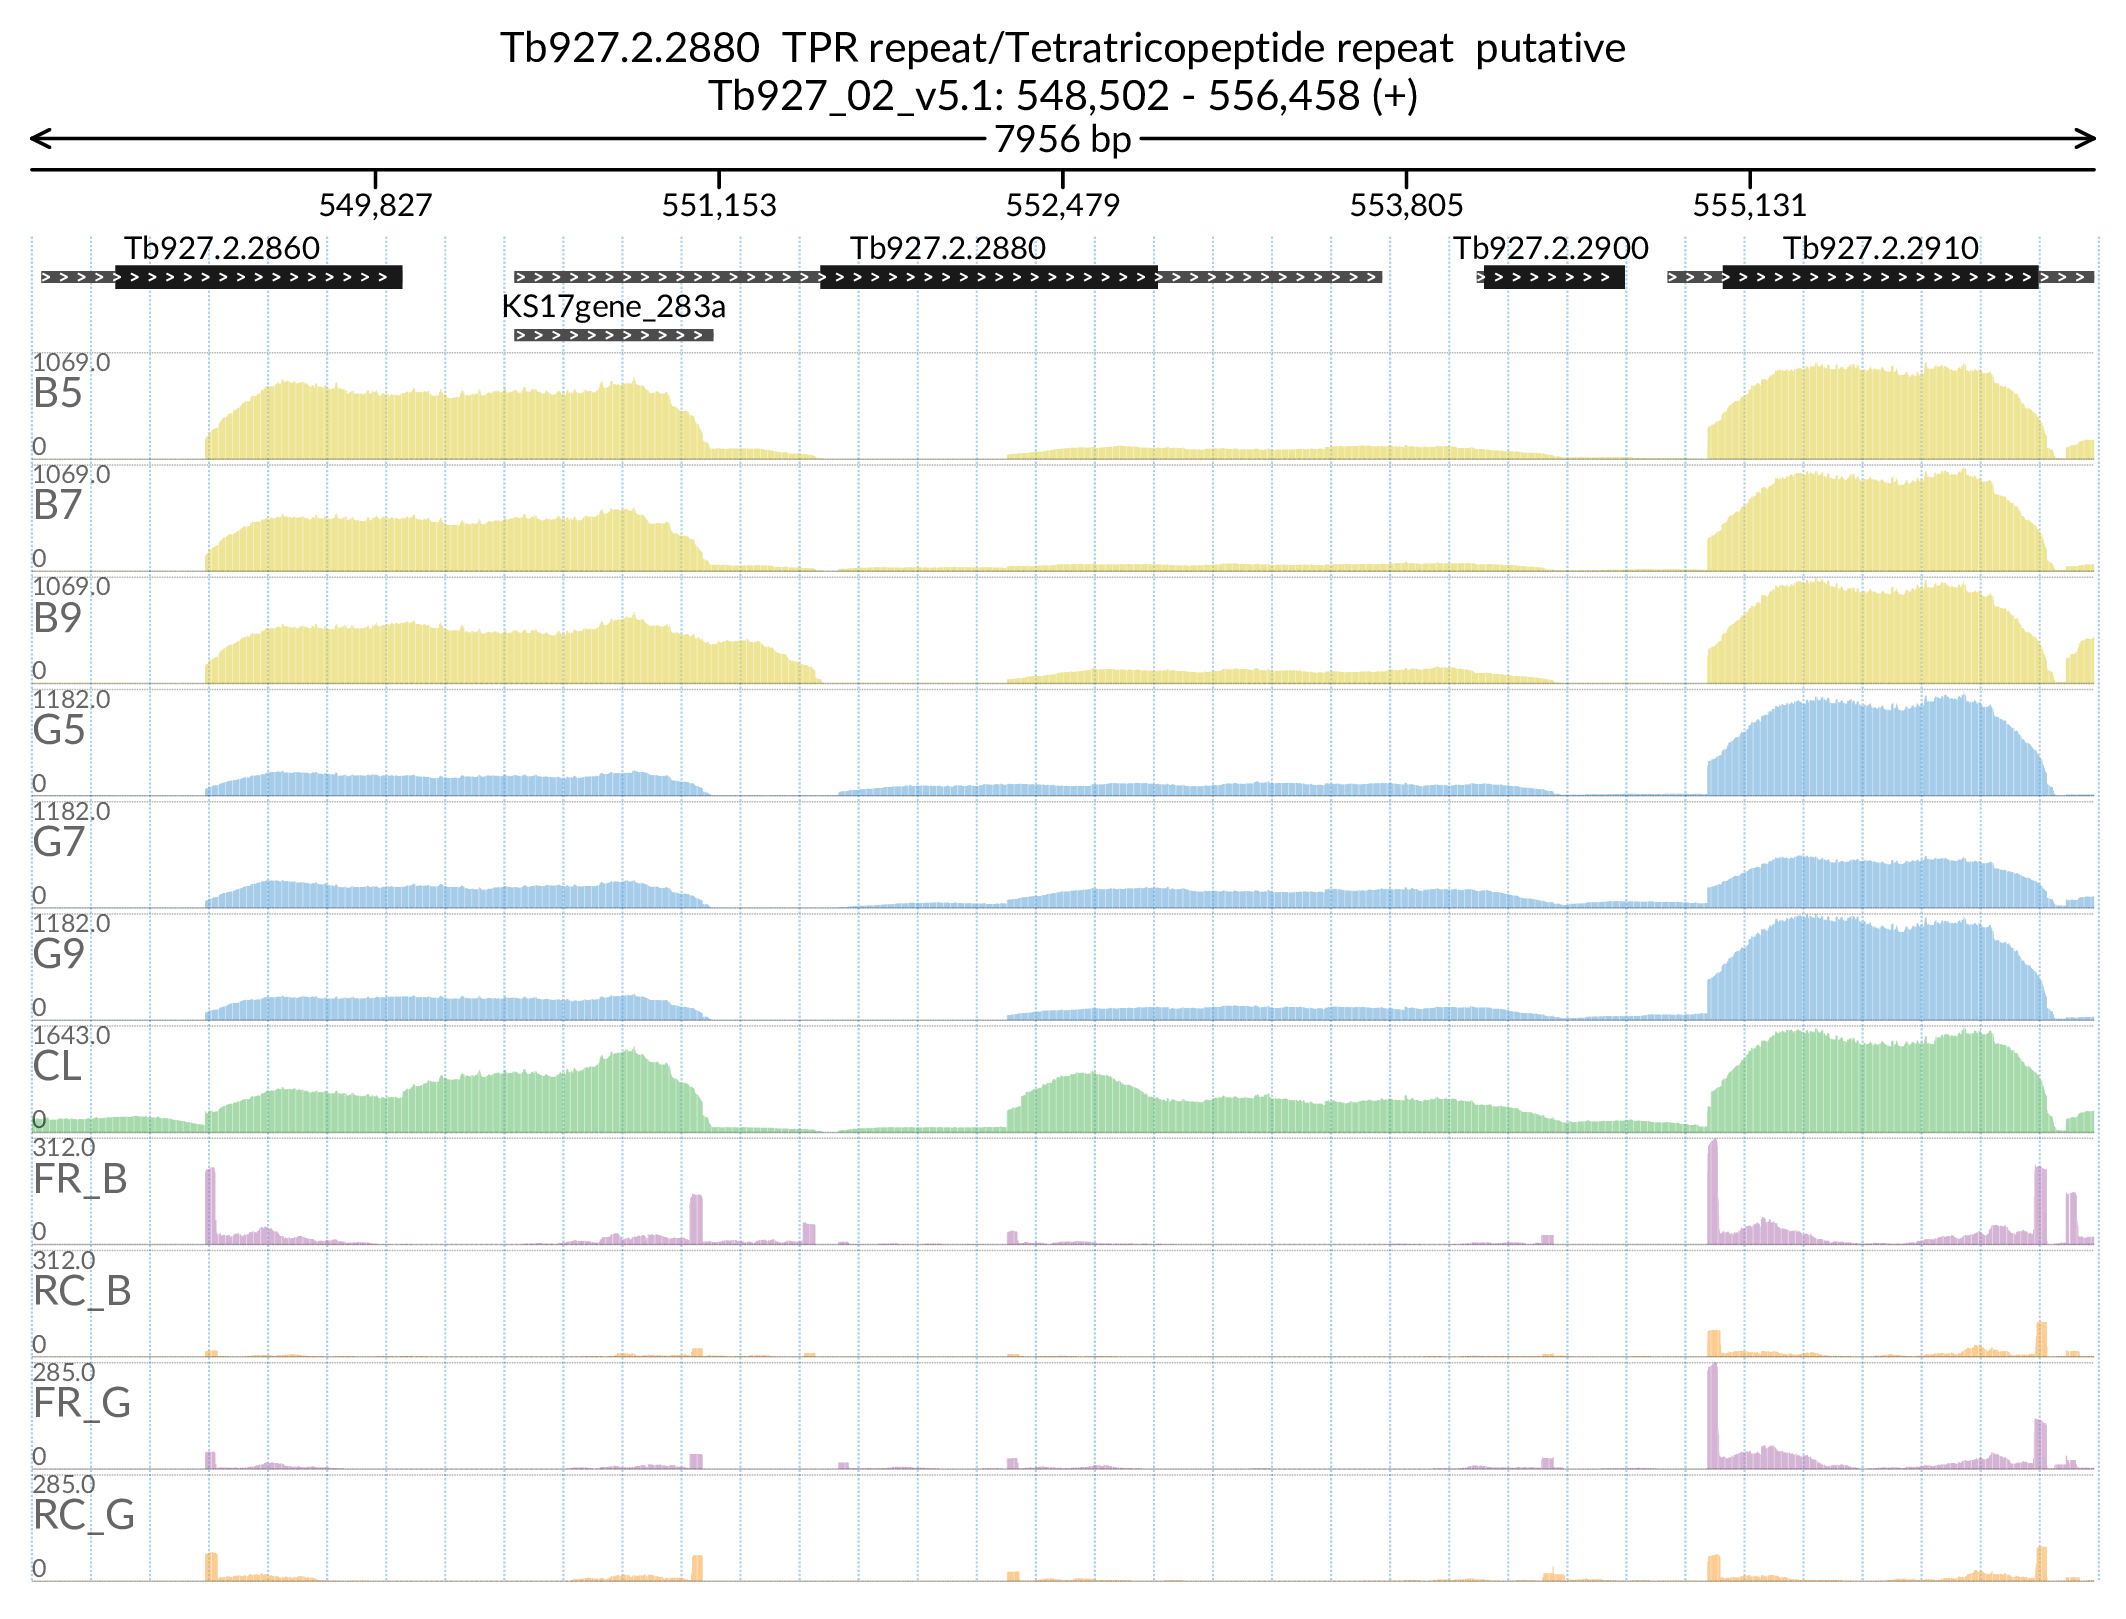 Tb927.2.2880 TPR repeat/Tetratricopeptide repeat putative
Tb927_02_v5.1: 548,502 - 556,458 (+)
7956 bp
549,827 551,153 552,479 553,805 555,131
Tb927.2.2860 Tb927.2.2880 Tb927.2.2900 Tb927.2.2910
KS17gene_283a
1069.0
B5
0
1069.0
B7
0
1069.0
B9
0
1182.0
G5
0
1182.0
G7
0
1182.0
G9
0
1643.0
CL
0
312.0
FR_B
0
312.0
RC_B
0
285.0
FR_G
0
285.0
RC_G
0